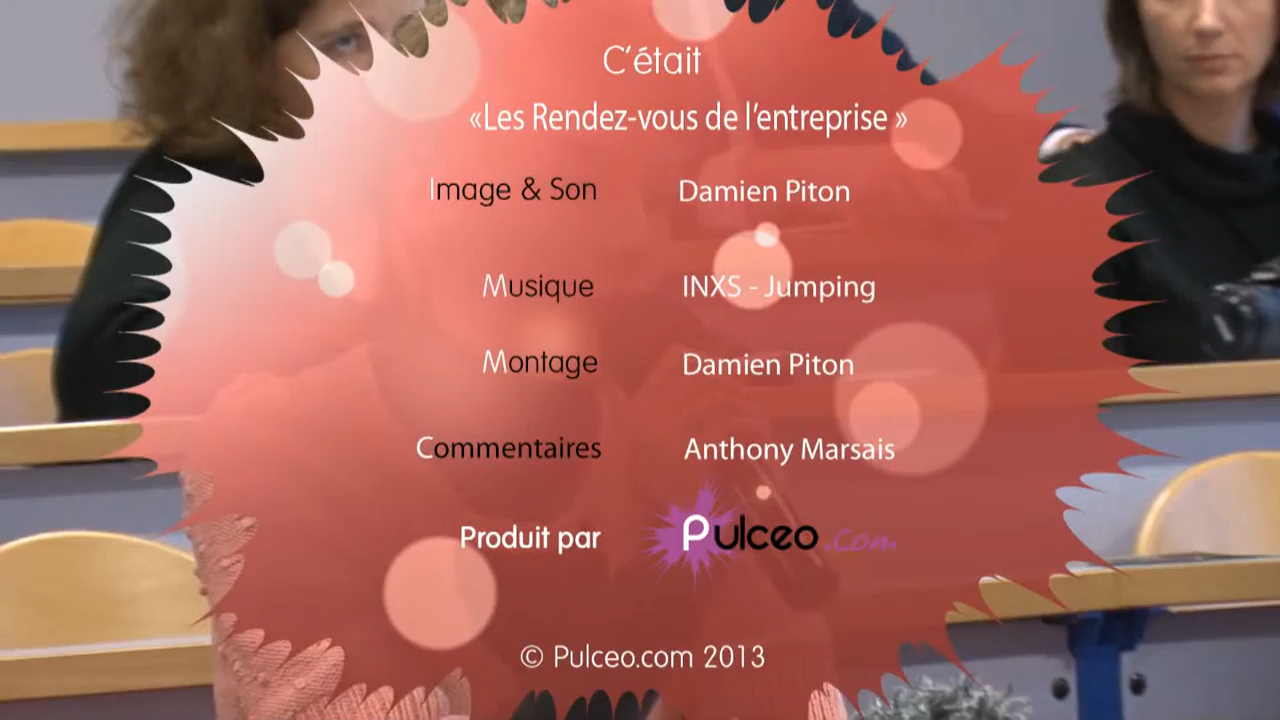 C'était
«Les Rendez-vous de l'entreprise »
Image & Son Damien Piton
Musique INXS - Jumping
Montage Damien Piton
Commentaires Anthony Marsais
Produit par Pulceo.com
© Pulceo.com 2013